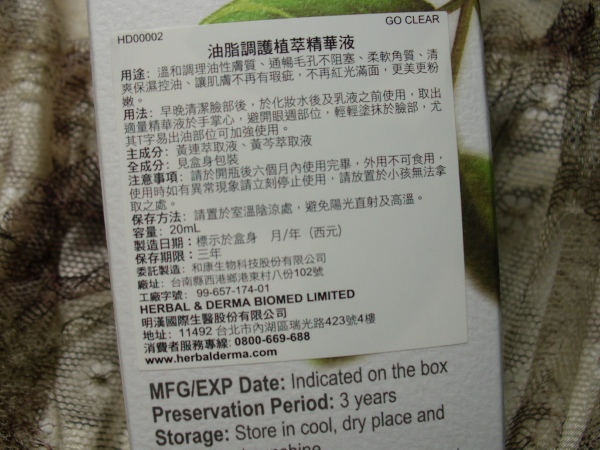 HD00002
GO CLEAR
油脂調護植萃精華液
用途：溫和調理油性膚質、通暢毛孔不阻塞、柔軟角質、清
爽保濕控油、讓肌膚不再有瑕疵，不再紅光滿面，更美更粉
嫩。
用法：早晚清潔臉部後，於化妝水後及乳液之前使用，取出
適量精華液於手掌心，避開眼週部位，輕輕塗抹於臉部，尤
其T字易出油部位可加強使用。
主成分：黃連萃取液、黃芩萃取液
全成分：見盒身包裝
注意事項：請於開瓶後六個月內使用完畢，外用不可食用，
使用時如有異常現象請立刻停止使用，請放置於小孩無法拿
取之處。
保存方法：請置於室溫陰涼處，避免陽光直射及高溫。
容量：20mL
製造日期：標示於盒身 月/年（西元）
保存期限：三年
委託製造：和康生物科技股份有限公司
廠址：台南縣西港鄉港東村八份102號
工廠字號：99-657-174-01
HERBAL & DERMA BIOMED LIMITED
明漢國際生醫股份有限公司
地址：11492 台北市內湖區瑞光路423號4樓
消費者服務專線：0800-669-688
www.herbalderma.com
MFG/EXP Date: Indicated on the box
Preservation Period: 3 years
Storage: Store in cool, dry place and